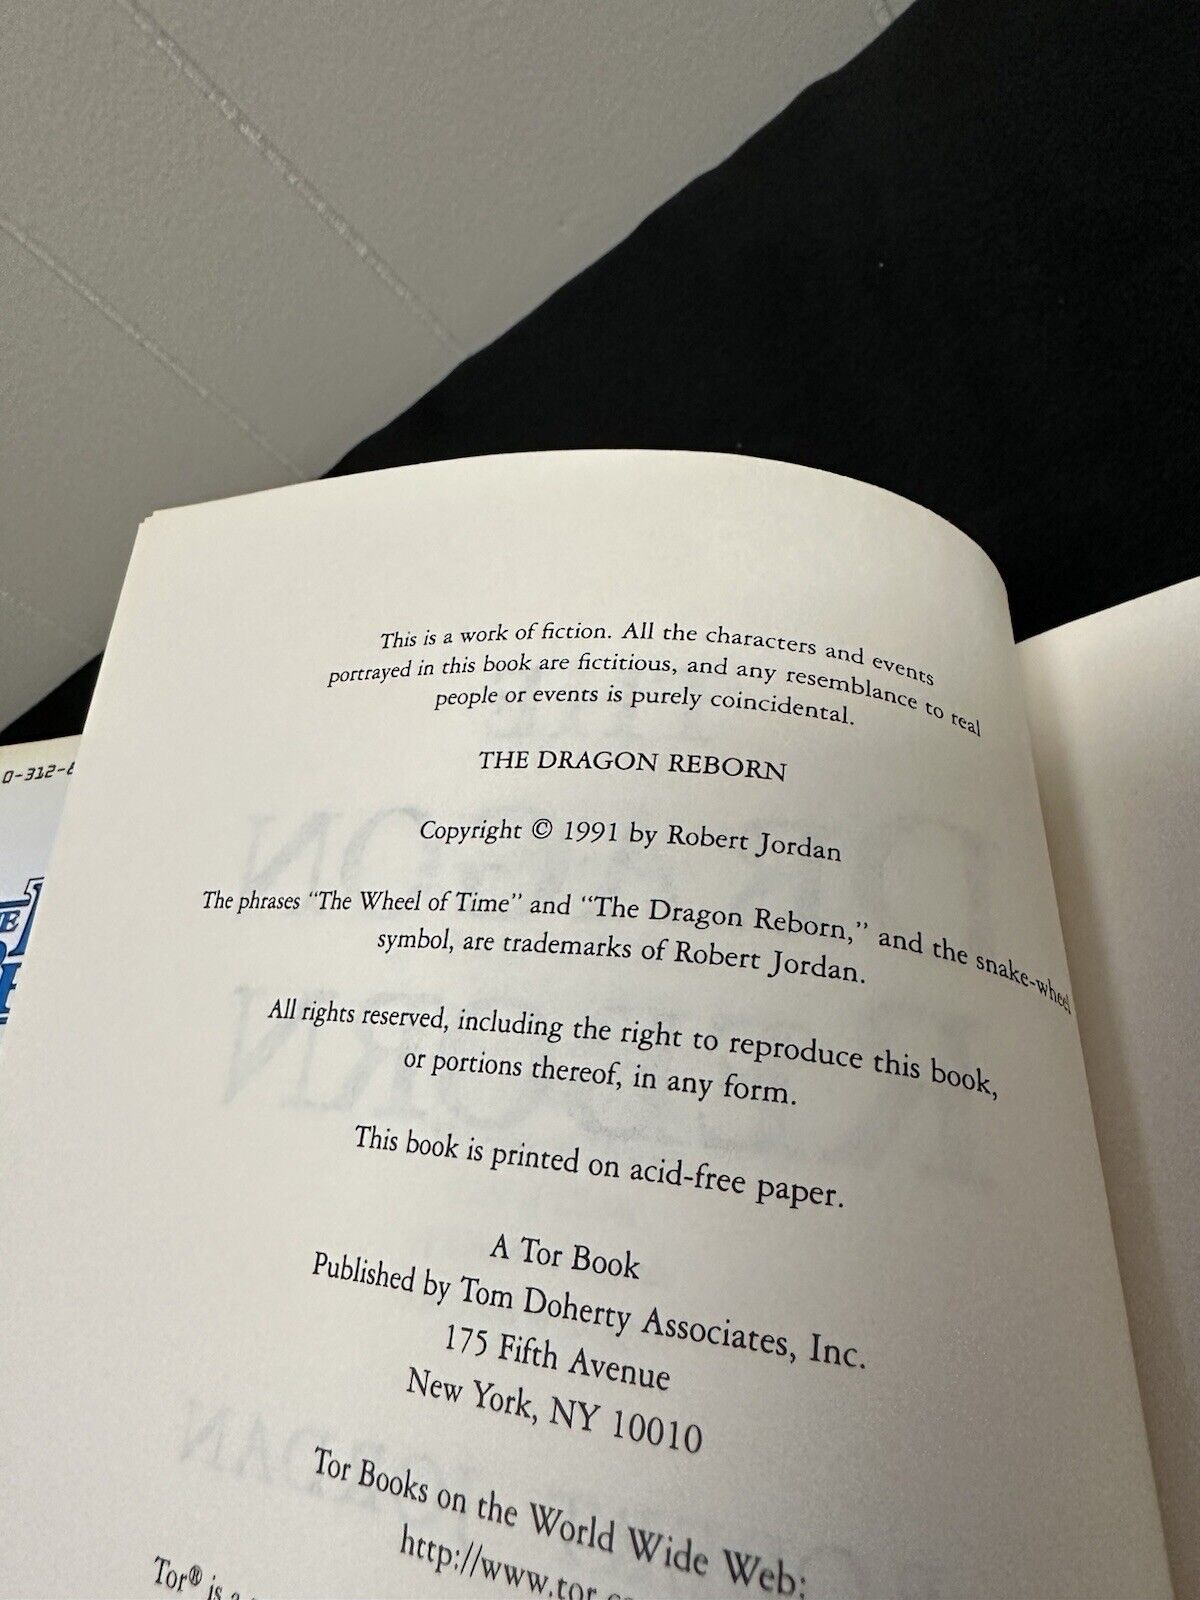 This is a work of fiction. All the characters and events
portrayed in this book are fictitious, and any resemblance to real
people or events is purely coincidental.
THE DRAGON REBORN
Copyright © 1991 by Robert Jordan
The phrases “The Wheel of Time” and “The Dragon Reborn,” and the snake-wheel
symbol, are trademarks of Robert Jordan.
All rights reserved, including the right to reproduce this book,
or portions thereof, in any form.
This book is printed on acid-free paper.
A Tor Book
Published by Tom Doherty Associates, Inc.
175 Fifth Avenue
New York, NY 10010
Tor Books on the World Wide Web:
http://www.tor.
Tor® is a
0-312-